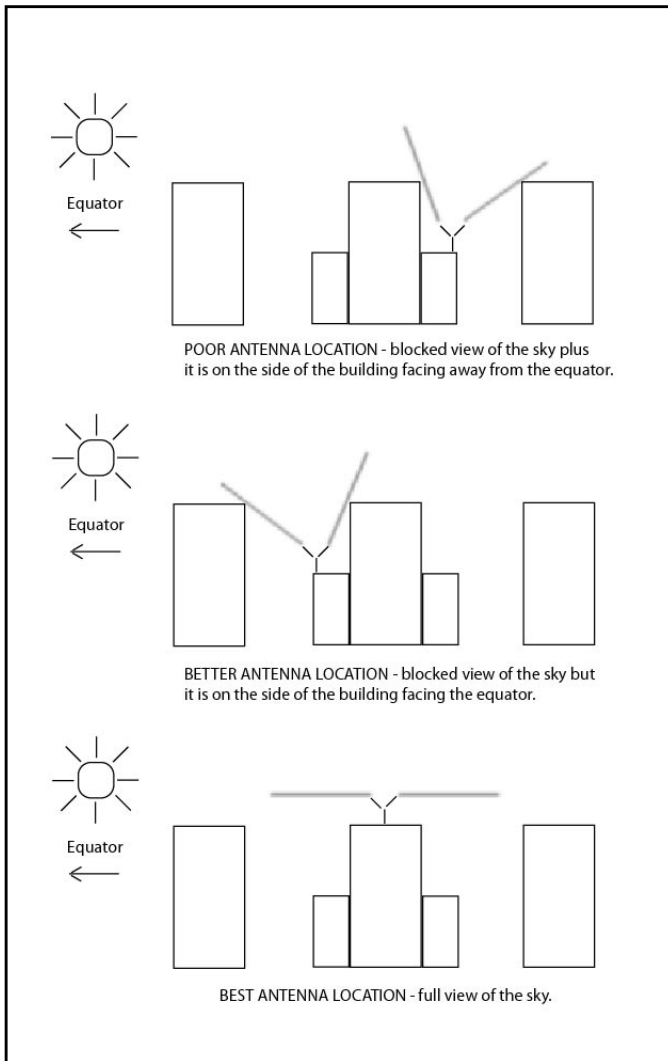 Equator
POOR ANTENNA LOCATION - blocked view of the sky plus
it is on the side of the building facing away from the equator.
Equator
BETTER ANTENNA LOCATION - blocked view of the sky but
it is on the side of the building facing the equator.
Equator
BEST ANTENNA LOCATION - full view of the sky.